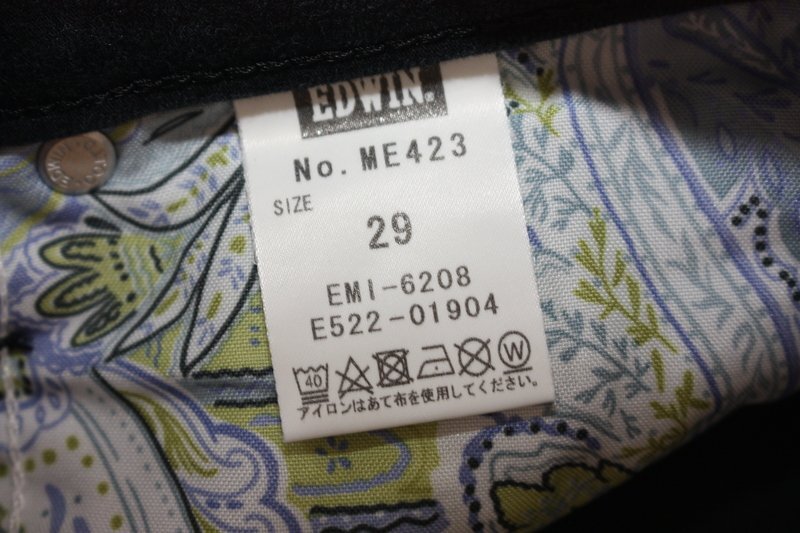 EDWIN.
No. ME423
SIZE
29
EMI-6208
E522-01904
40 W
アイロンはあて布を使用してください。